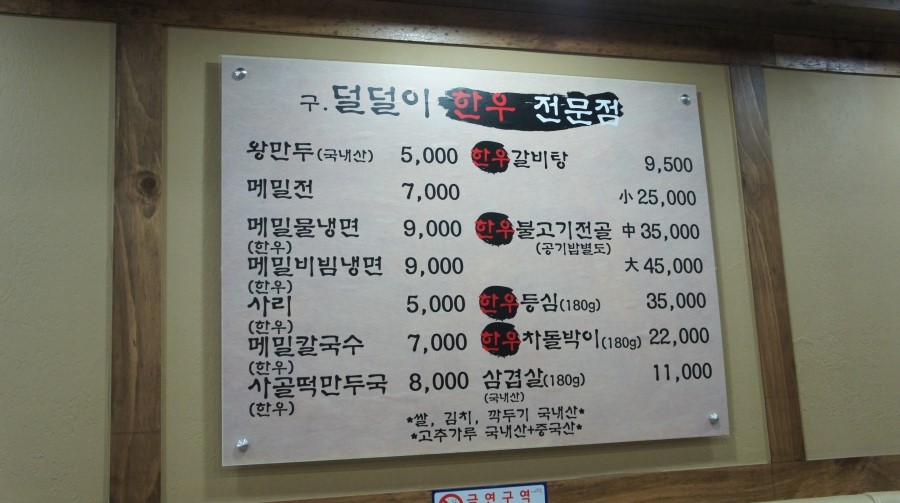 구. 덜덜이 한우 전문점
왕만두(국내산) 5,000
메밀전 7,000
메밀물냉면 9,000
(한우)
메밀비빔냉면 9,000
(한우)
사리 5,000
(한우)
메밀칼국수 7,000
(한우)
사골떡만두국 8,000
(한우)
한우갈비탕 9,500
小 25,000
한우불고기전골 中 35,000
(공기밥별도)
大 45,000
한우등심(180g) 35,000
한우차돌박이(180g) 22,000
삼겹살(180g) 11,000
(국내산)
*쌀, 김치, 깍두기 국내산*
*고추가루 국내산+중국산*
금연구역